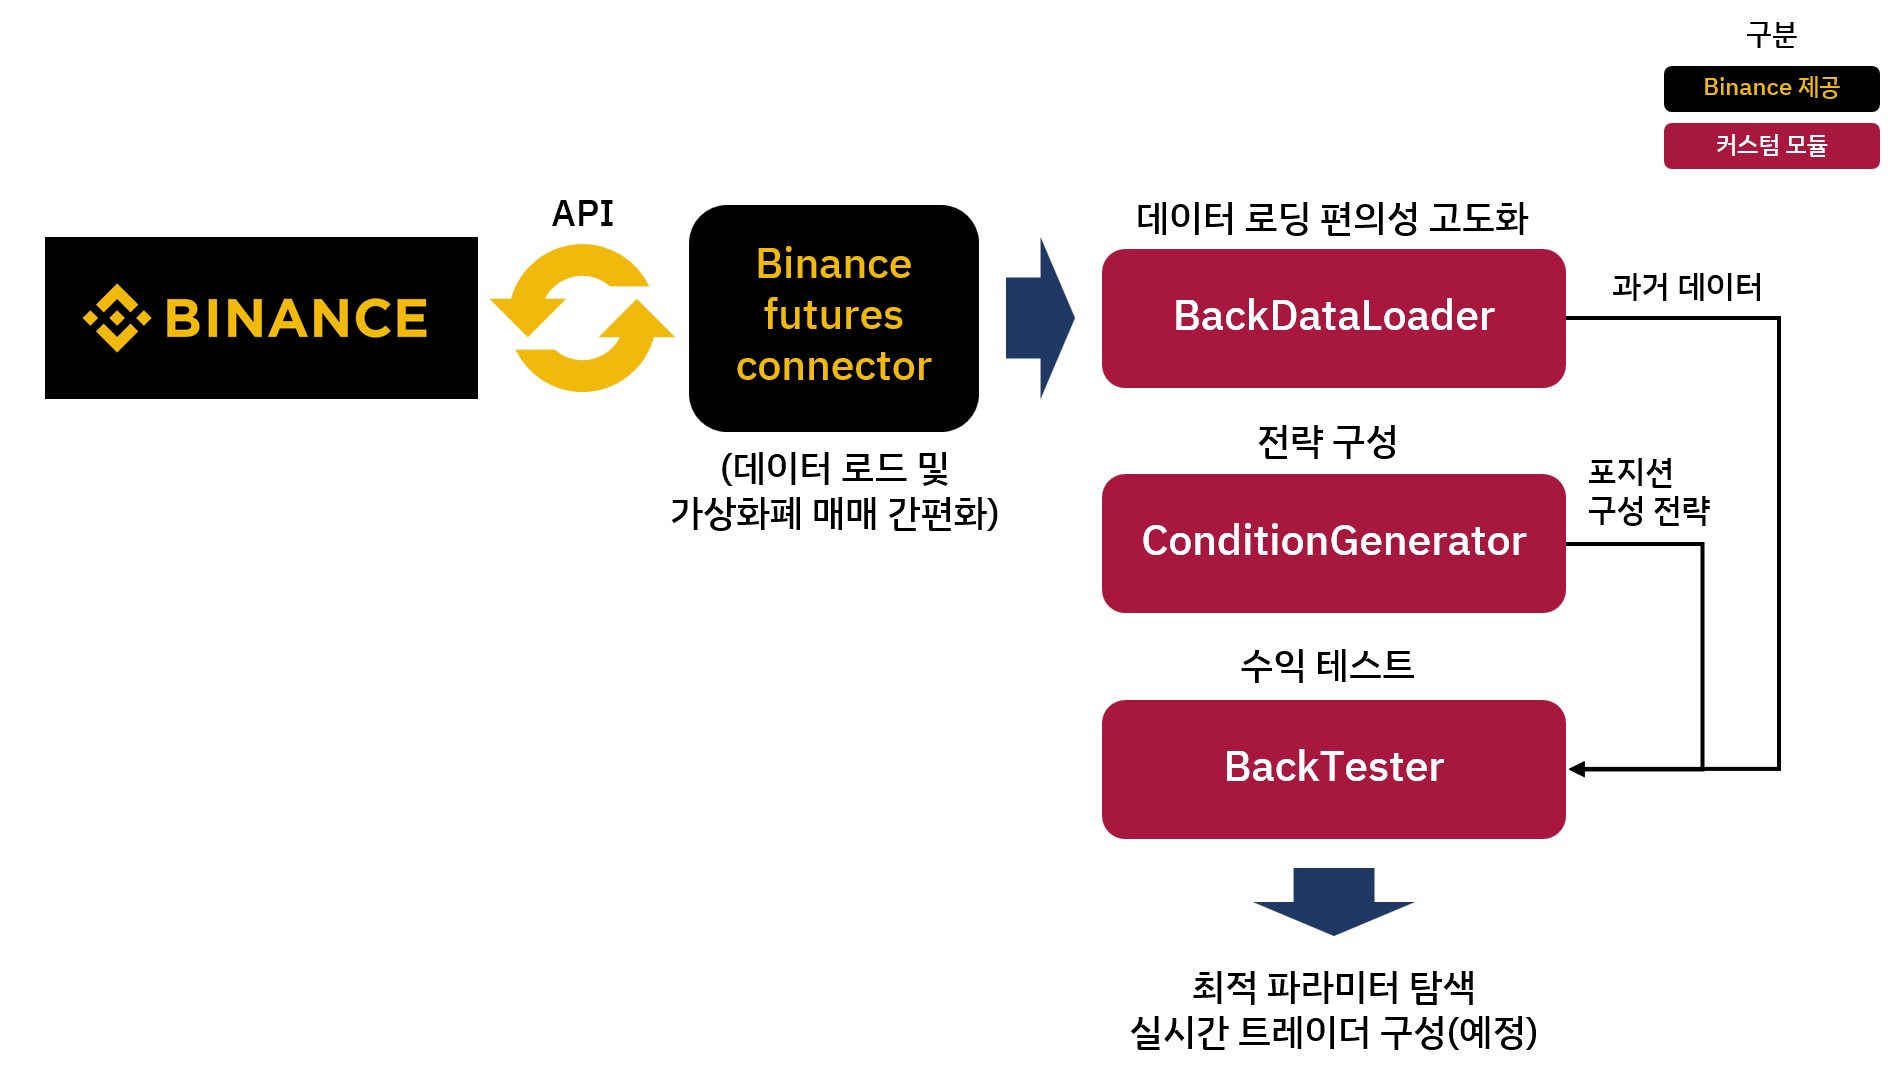 구분
Binance 제공
커스텀 모듈
BINANCE
API
Binance
futures
connector
(데이터 로드 및
가상화폐 매매 간편화)
데이터 로딩 편의성 고도화
BackDataLoader
과거 데이터
전략 구성
ConditionGenerator
포지션
구성 전략
수익 테스트
BackTester
최적 파라미터 탐색
실시간 트레이더 구성(예정)